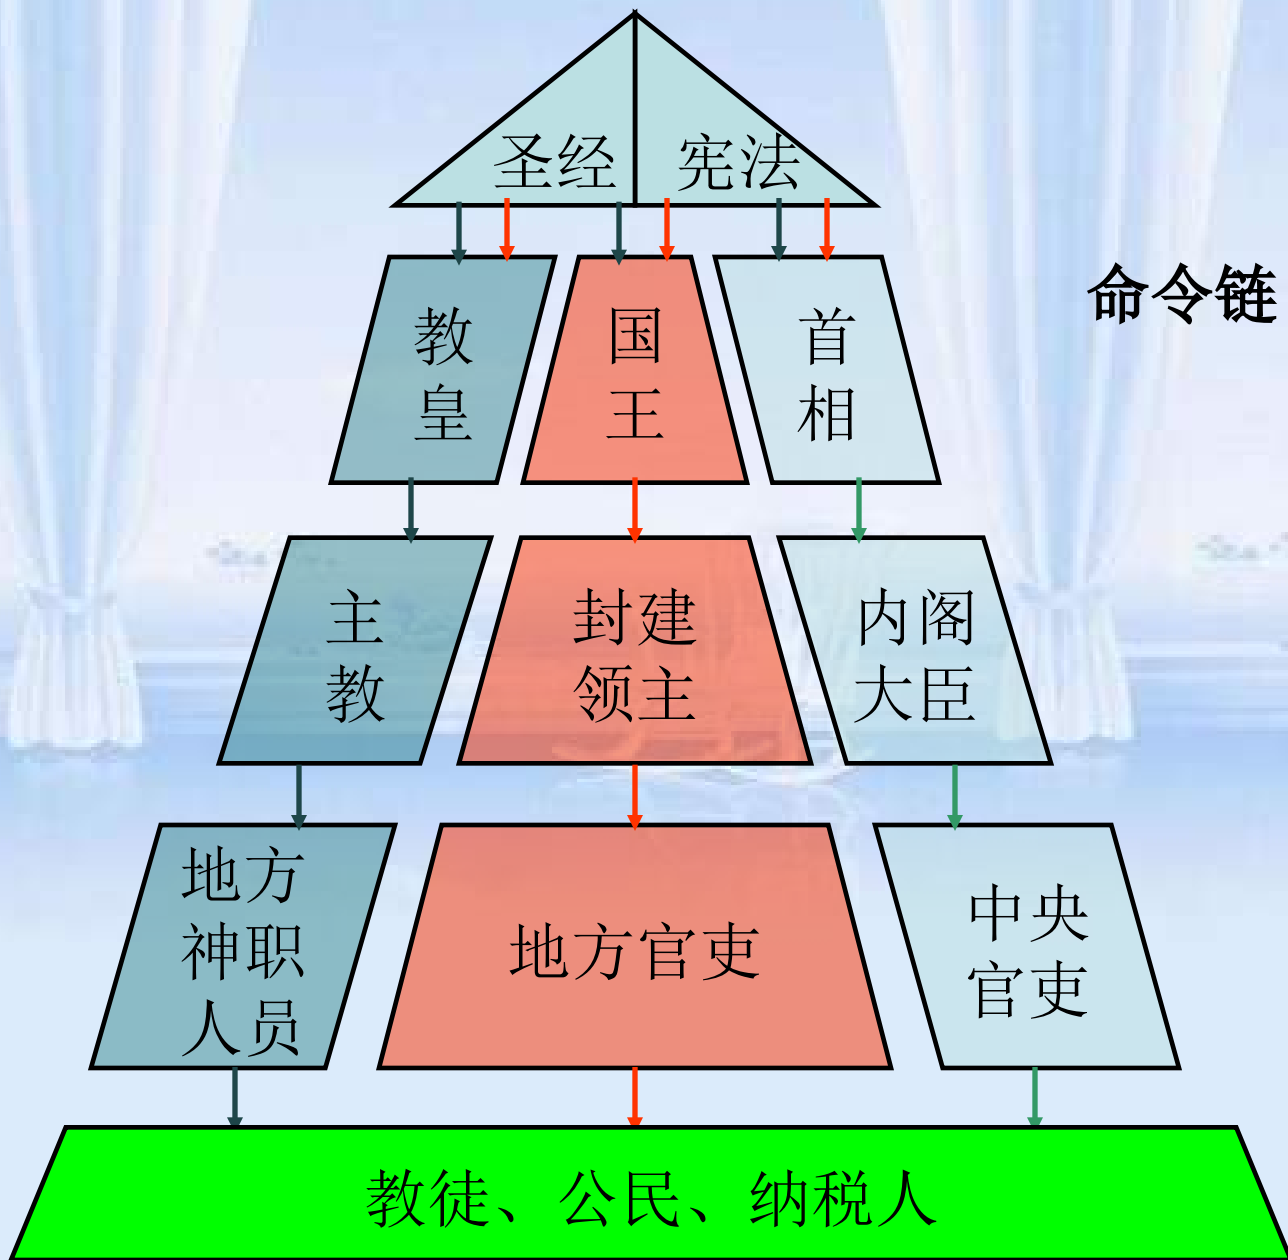 圣经
宪法
命令链
教
皇
国
王
首
相
主
教
封建
领主
内阁
大臣
地方
神职
人员
地方官吏
中央
官吏
教徒、公民、纳税人